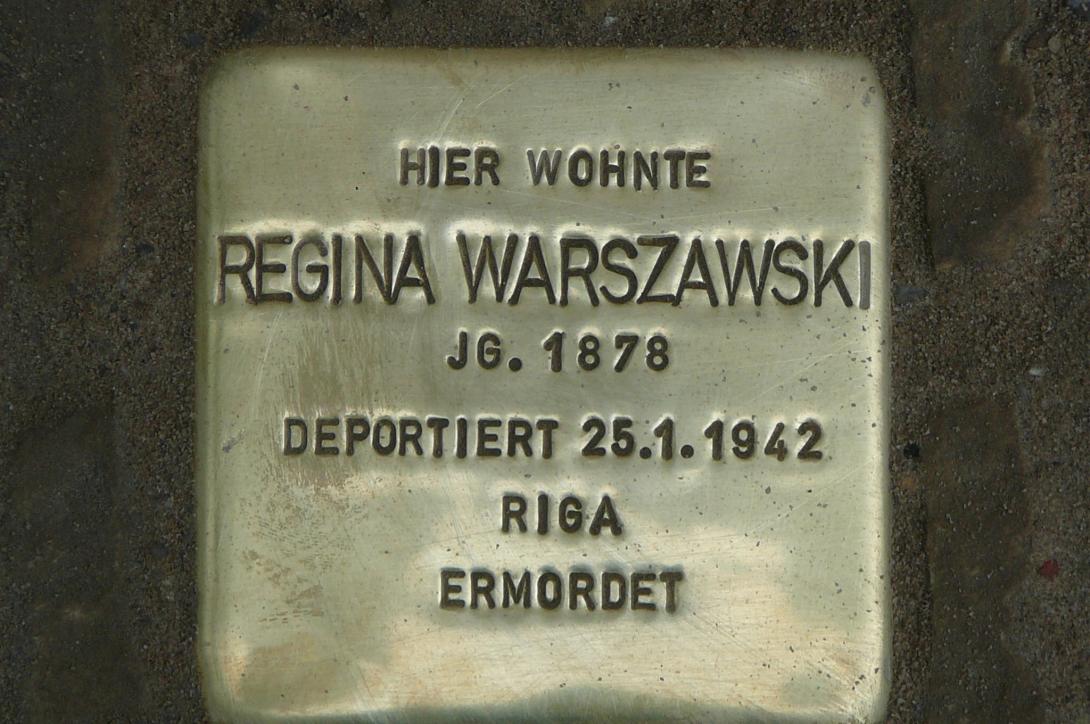 HIER WOHNTE
REGINA WARSZAWSKI
JG. 1878
DEPORTIERT 25.1.1942
RIGA
ERMORDET